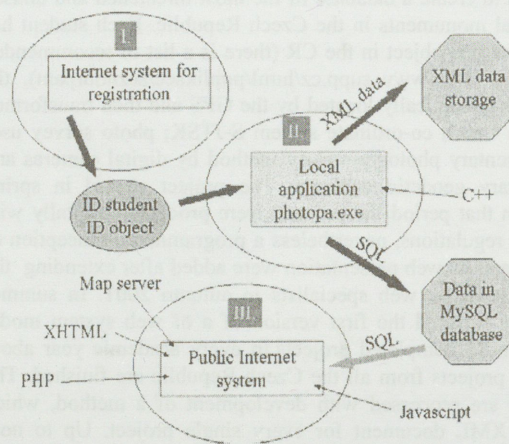 I.
Internet system for
registration
XML data
XML data
storage
II
Local
application
photopa.exe
C++
ID student
ID object
SQL
Map server
III.
Data in
MySQL
database
SQL
XHTML
Public Internet
system
PHP
Javascript